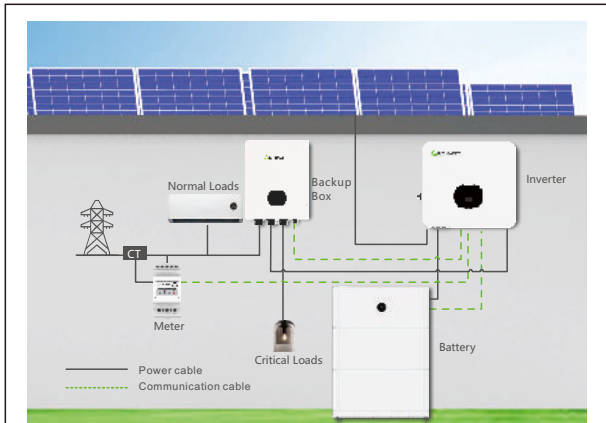 Normal Loads
Backup
Box
Inverter
CT
Meter
Critical Loads
Battery
Power cable
Communication cable